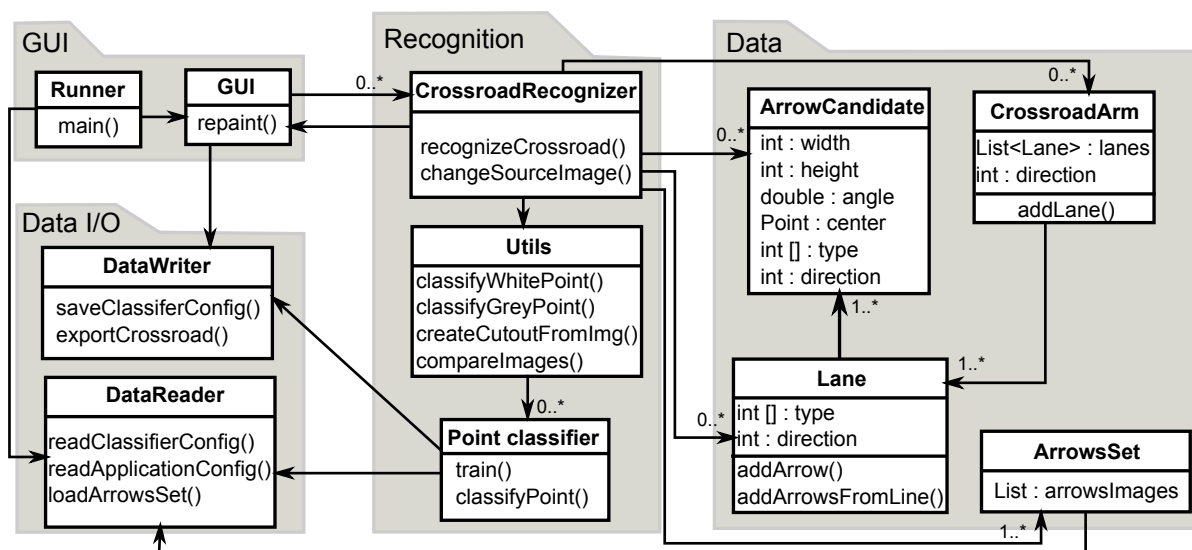 GUI
Runner
main()
GUI
repaint()
Data I/O
DataWriter
saveClassiferConfig()
exportCrossroad()
DataReader
readClassifierConfig()
readApplicationConfig()
loadArrowsSet()
Recognition
0..*
CrossroadRecognizer
recognizeCrossroad()
changeSourceImage()
Utils
classifyWhitePoint()
classifyGreyPoint()
createCutoutFromImg()
compareImages()
0..*
Point classifier
train()
classifyPoint()
Data
0..*
0..*
ArrowCandidate
int : width
int : height
double : angle
Point : center
int [] : type
int : direction
CrossroadArm
List<Lane> : lanes
int : direction
addLane()
1..*
1..*
0..*
Lane
int [] : type
int : direction
addArrow()
addArrowsFromLine()
ArrowsSet
List : arrowsImages
1..*